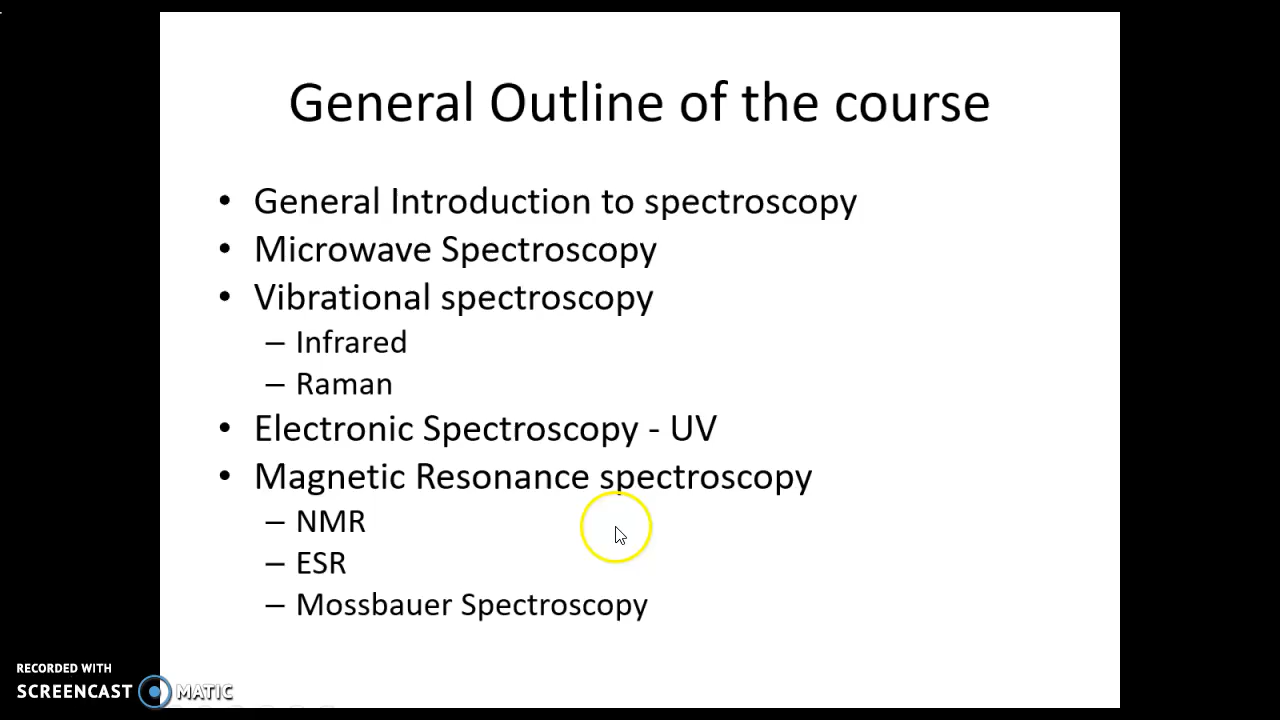 General Outline of the course
• General Introduction to spectroscopy
• Microwave Spectroscopy
• Vibrational spectroscopy
– Infrared
– Raman
• Electronic Spectroscopy - UV
• Magnetic Resonance spectroscopy
– NMR
– ESR
– Mossbauer Spectroscopy
RECORDED WITH
SCREENCAST MATIC